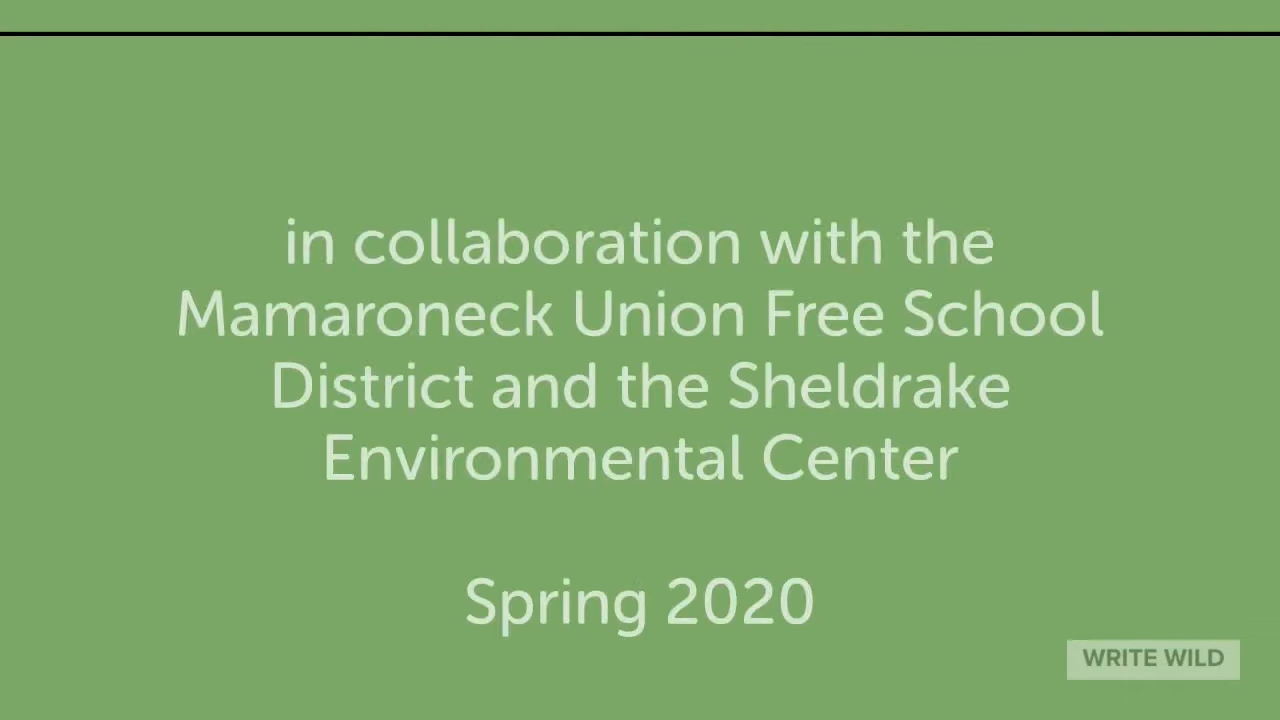 in collaboration with the
Mamaroneck Union Free School
District and the Sheldrake
Environmental Center
Spring 2020
WRITE WILD